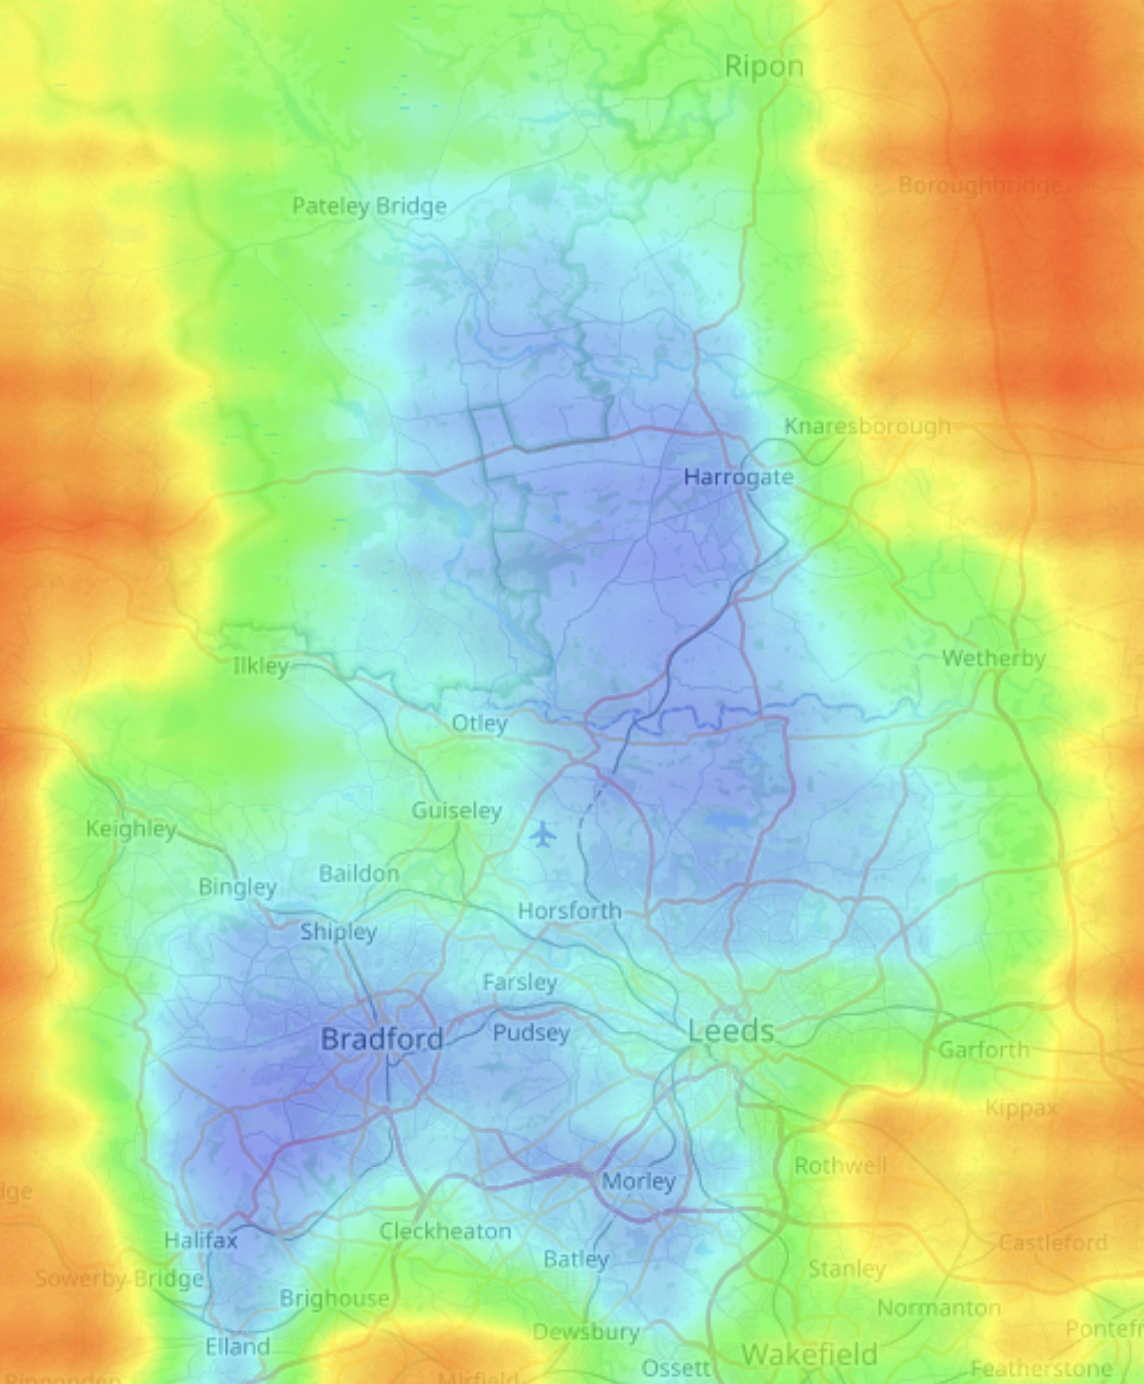 Ripon
Boroughbridge
Pateley Bridge
Knaresborough
Harrogate
Wetherby
Ilkley
Otley
Guiseley
Keighley
Baildon
Bingley
Horsforth
Shipley
Farsley
Leeds
Pudsey
Bradford
Garforth
Kippax
Rothwell
Morley
dge
Cleckheaton
Halifax
Castleford
Batley
Stanley
Sowerby Bridge
Brighouse
Normanton
Pontefr
Dewsbury
Elland
Wakefield
Ossett
Featherstone
Ripponden
Mirfield